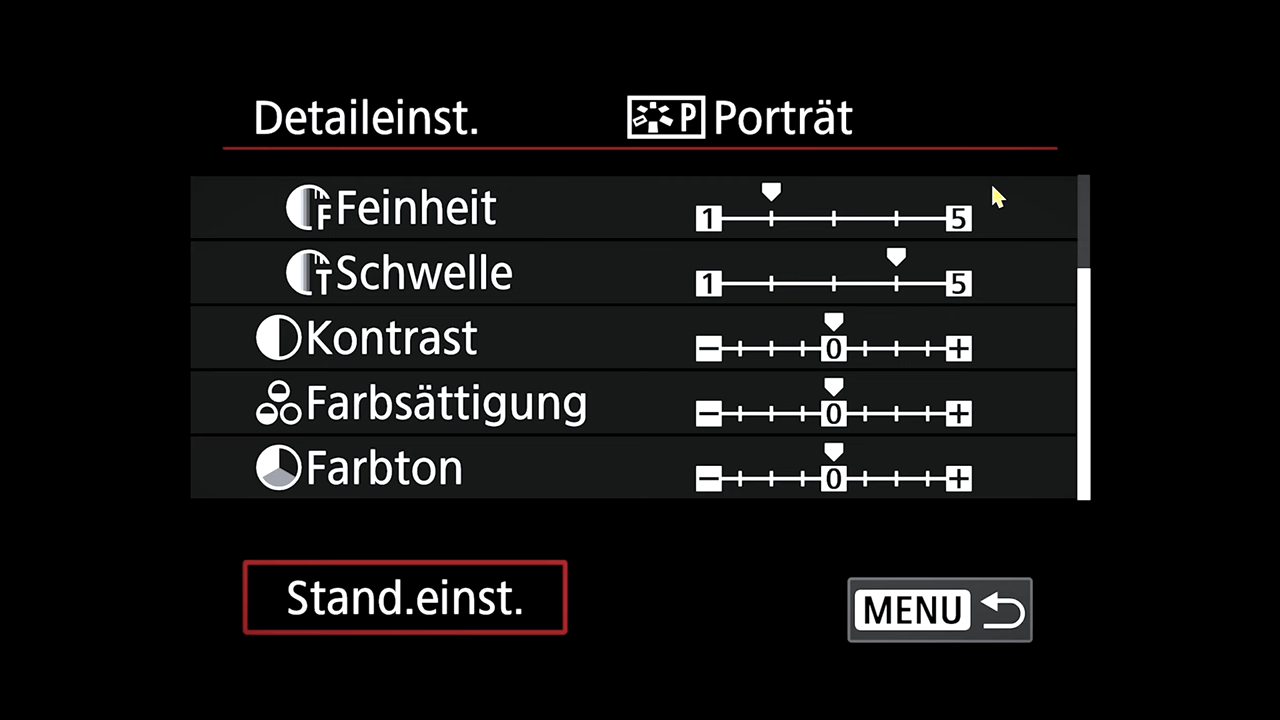 Detaileinst. P Porträt
F Feinheit 1 5
T Schwelle 1 5
Kontrast − 0 +
Farbsättigung − 0 +
Farbton − 0 +
Stand.einst. MENU